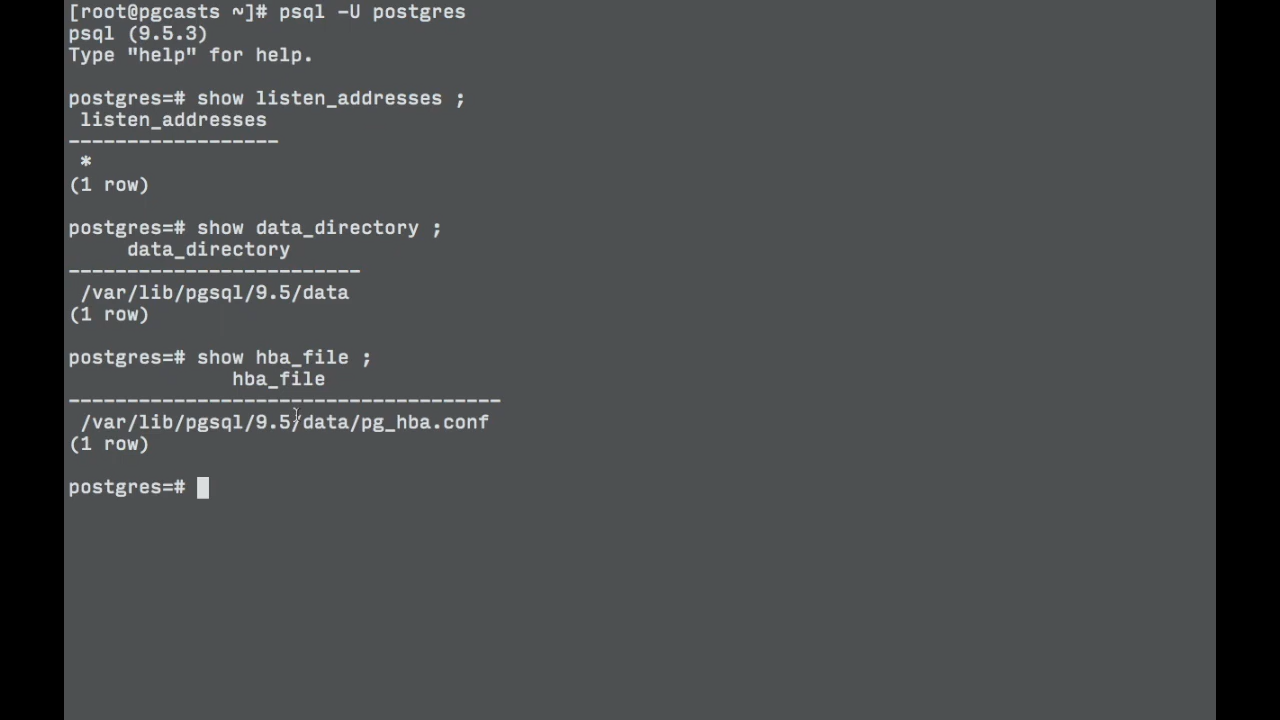 [root@pgcasts ~]# psql -U postgres
psql (9.5.3)
Type "help" for help.

postgres=# show listen_addresses ;
 listen_addresses
------------------
 *
(1 row)

postgres=# show data_directory ;
     data_directory
-------------------------
 /var/lib/pgsql/9.5/data
(1 row)

postgres=# show hba_file ;
              hba_file
-------------------------------------
 /var/lib/pgsql/9.5/data/pg_hba.conf
(1 row)

postgres=#